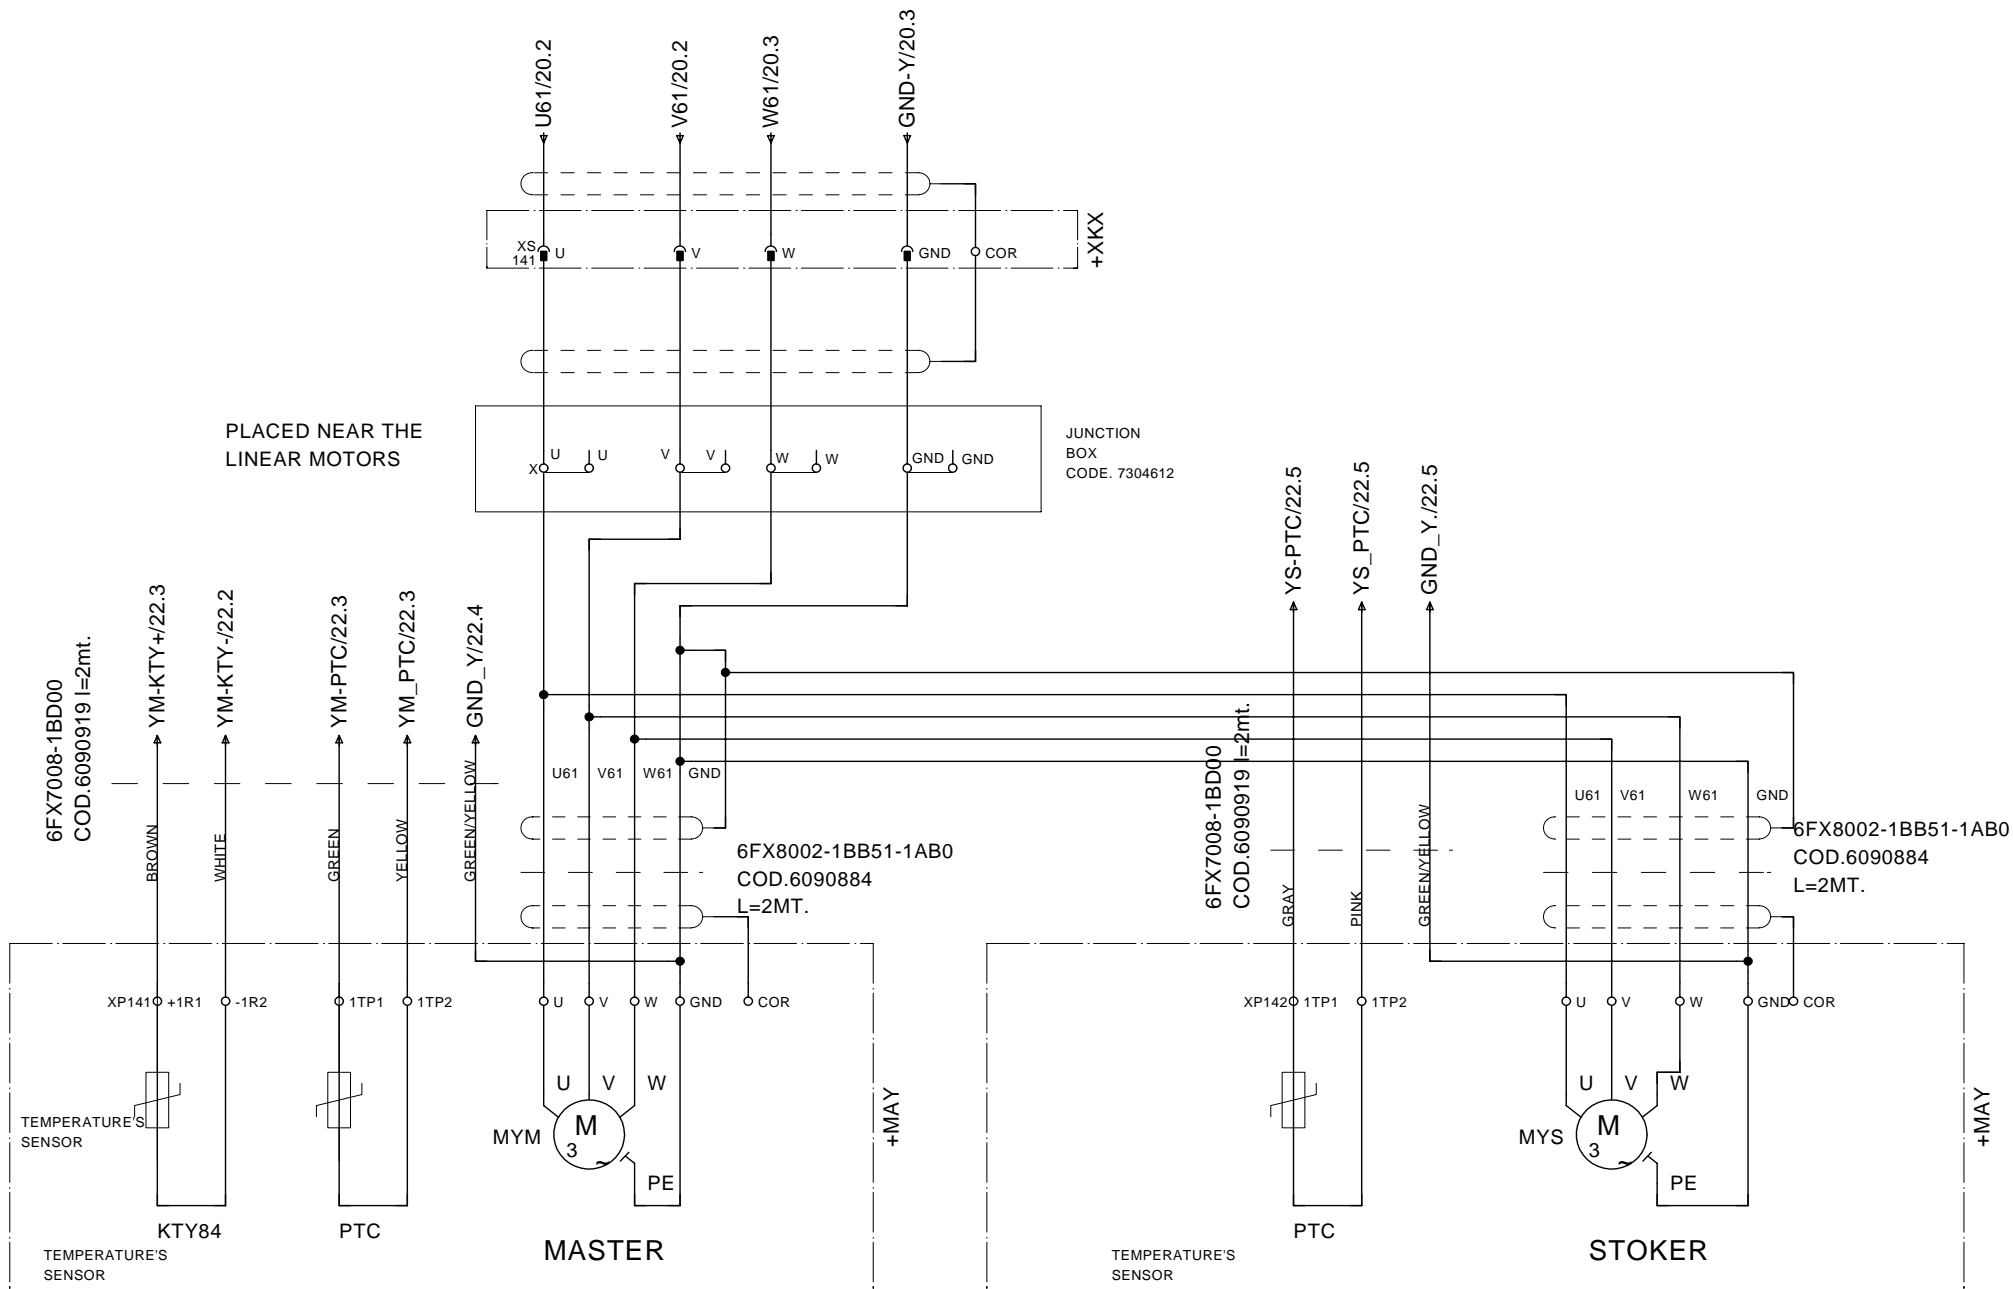 U61/20.2
V61/20.2
W61/20.3
GND-Y/20.3
XS
141
U
V
W
GND
COR
+XKX
PLACED NEAR THE
LINEAR MOTORS
X
U
U
V
V
W
W
GND
GND
JUNCTION
BOX
CODE. 7304612
6FX7008-1BD00
COD.6090919 l=2mt.
YM-KTY+/22.3
YM-KTY-/22.2
YM-PTC/22.3
YM_PTC/22.3
GND_Y/22.4
YS-PTC/22.5
YS_PTC/22.5
GND_Y./22.5
6FX7008-1BD00
COD.6090919 l=2mt.
U61
V61
W61
GND
U61
V61
W61
GND
BROWN
WHITE
GREEN
YELLOW
GREEN/YELLOW
6FX8002-1BB51-1AB0
COD.6090884
L=2MT.
GRAY
PINK
GREEN/YELLOW
6FX8002-1BB51-1AB0
COD.6090884
L=2MT.
XP141
+1R1
-1R2
1TP1
1TP2
U
V
W
GND
COR
XP142
1TP1
1TP2
U
V
W
GND
COR
TEMPERATURE'S
SENSOR
U
V
W
MYM
M
3
~
PE
+MAY
U
V
W
MYS
M
3
~
PE
+MAY
KTY84
PTC
MASTER
TEMPERATURE'S
SENSOR
PTC
STOKER
TEMPERATURE'S
SENSOR